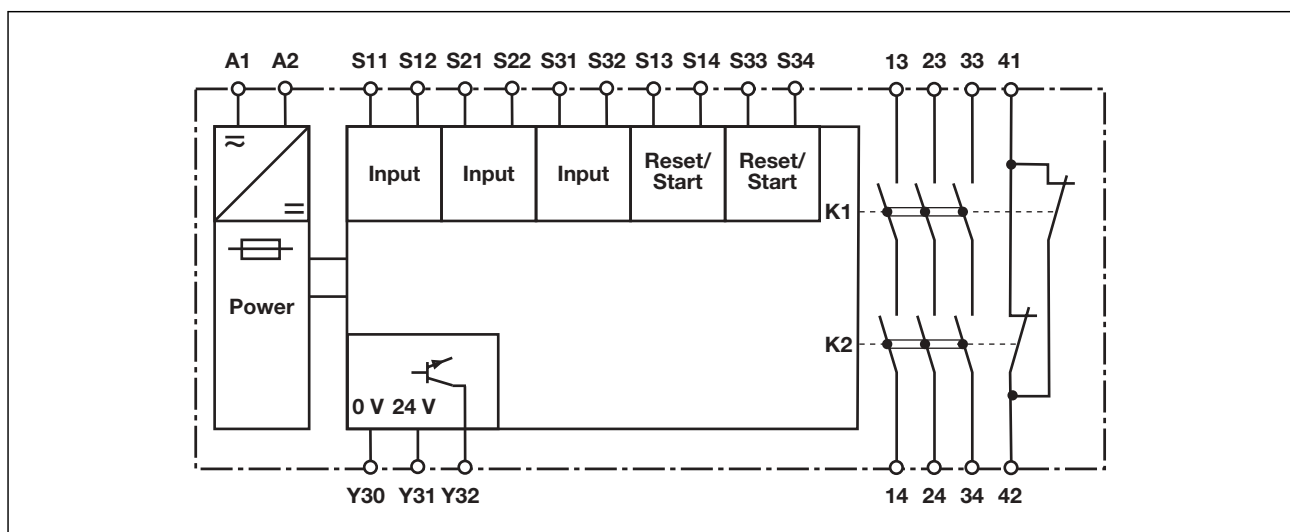 A1 A2 S11 S12 S21 S22 S31 S32 S13 S14 S33 S34 13 23 33 41
Input Input Input Reset/ Start Reset/ Start
K1
Power
K2
0 V 24 V
Y30 Y31 Y32 14 24 34 42